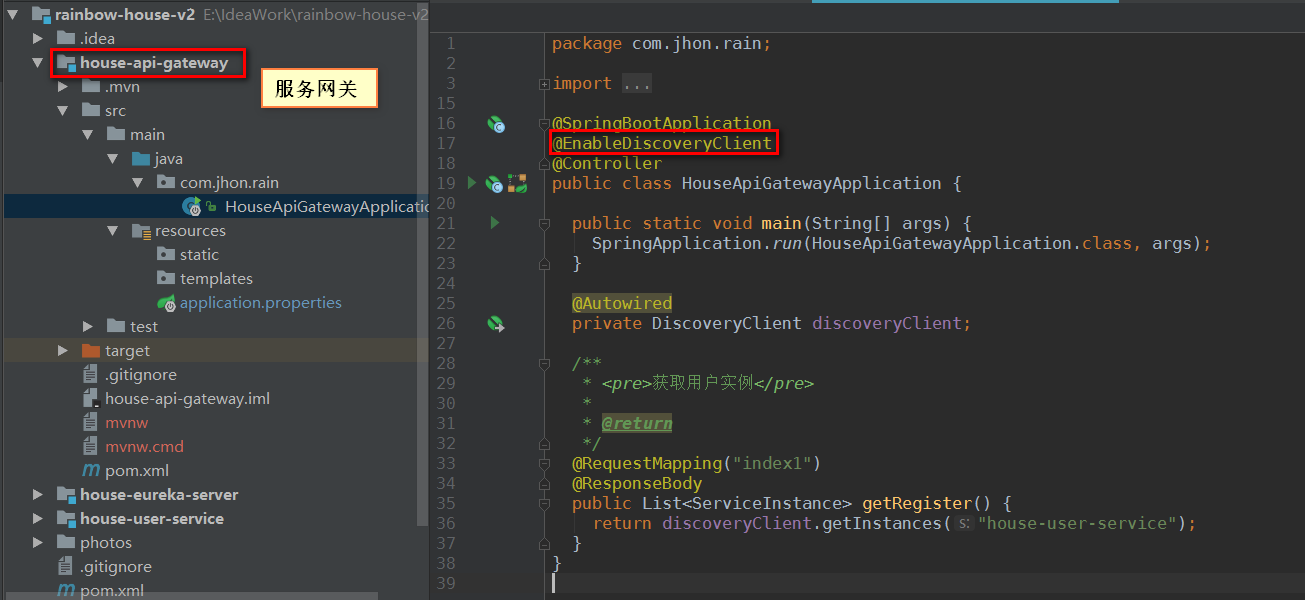 rainbow-house-v2 E:\IdeaWork\rainbow-house-v2
.idea
house-api-gateway
服务网关
.mvn
src
main
java
com.jhon.rain
HouseApiGatewayApplicatio
resources
static
templates
application.properties
test
target
.gitignore
house-api-gateway.iml
mvnw
mvnw.cmd
pom.xml
house-eureka-server
house-user-service
photos
.gitignore
pom.xml
1 package com.jhon.rain;
2
3 import ...
15
16 @SpringBootApplication
17 @EnableDiscoveryClient
18 @Controller
19 public class HouseApiGatewayApplication {
20
21 public static void main(String[] args) {
22 SpringApplication.run(HouseApiGatewayApplication.class, args);
23 }
24
25 @Autowired
26 private DiscoveryClient discoveryClient;
27
28 /**
29 * <pre>获取用户实例</pre>
30 *
31 * @return
32 */
33 @RequestMapping("index1")
34 @ResponseBody
35 public List<ServiceInstance> getRegister() {
36 return discoveryClient.getInstances( s: "house-user-service");
37 }
38 }
39